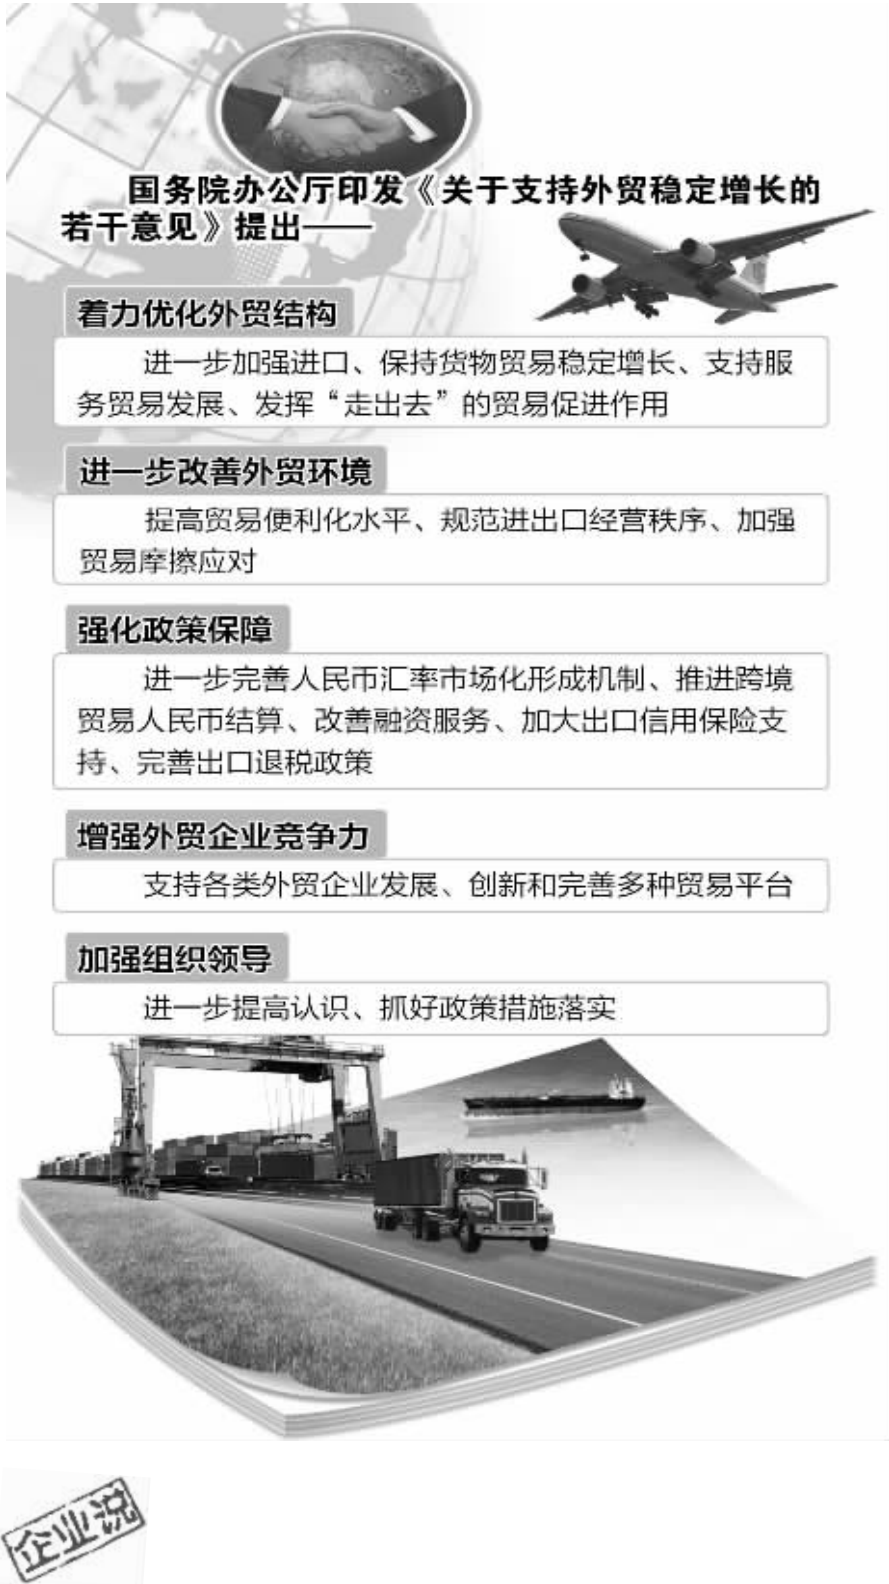 国务院办公厅印发《关于支持外贸稳定增长的
若干意见》提出——
着力优化外贸结构
进一步加强进口、保持货物贸易稳定增长、支持服
务贸易发展、发挥“走出去”的贸易促进作用
进一步改善外贸环境
提高贸易便利化水平、规范进出口经营秩序、加强
贸易摩擦应对
强化政策保障
进一步完善人民币汇率市场化形成机制、推进跨境
贸易人民币结算、改善融资服务、加大出口信用保险支
持、完善出口退税政策
增强外贸企业竞争力
支持各类外贸企业发展、创新和完善多种贸易平台
加强组织领导
进一步提高认识、抓好政策措施落实
企业说